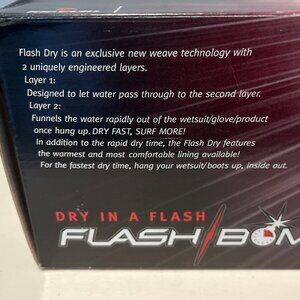 Flash Dry is an exclusive new weave technology with
2 uniquely engineered layers.
Layer 1:
Designed to let water pass through to the second layer.
Layer 2:
Funnels the water rapidly out of the wetsuit/glove/product
once hung up. DRY FAST, SURF MORE!
In addition to the rapid dry time, the Flash Dry features
the warmest and most comfortable lining available!
For the fastest dry time, hang your wetsuit/boots up, inside out.
DRY IN A FLASH
FLASH BOM